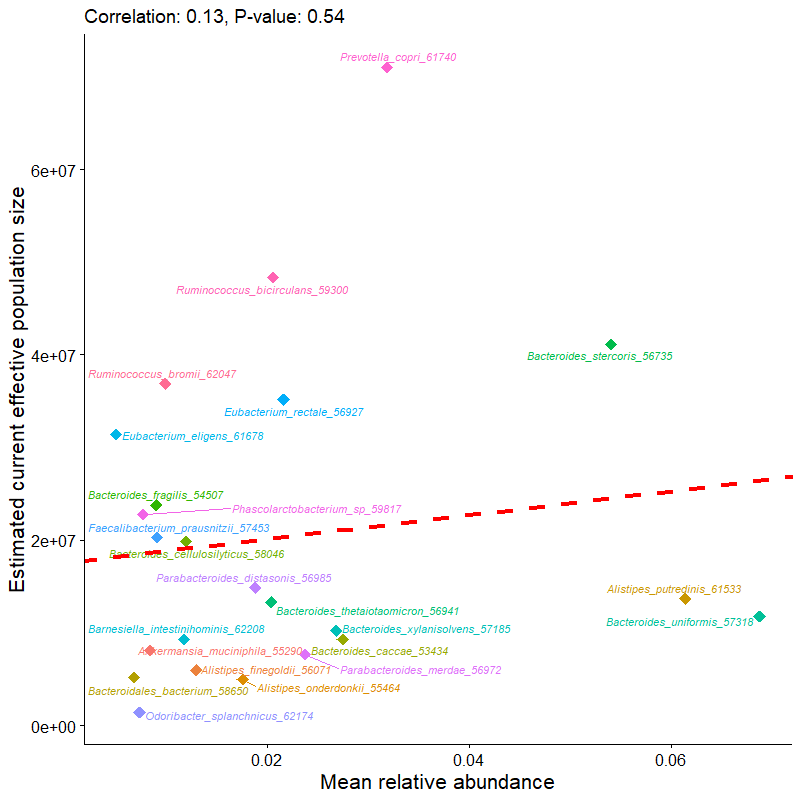 Correlation: 0.13, P-value: 0.54
Prevotella_copri_61740
6e+07
Ruminococcus_bicirculans_59300
4e+07
Bacteroides_stercoris_56735
Ruminococcus_bromii_62047
Eubacterium_rectale_56927
Eubacterium_eligens_61678
Bacteroides_fragilis_54507
Phascolarctobacterium_sp_59817
Faecalibacterium_prausnitzii_57453
2e+07
Bacteroides_cellulosilyticus_58046
Parabacteroides_distasonis_56985
Alistipes_putredinis_61533
Bacteroides_thetaiotaomicron_56941
Bacteroides_uniformis_57318
Barnesiella_intestinihominis_62208
Bacteroides_xylanisolvens_57185
Akkermansia_muciniphila_55290
Bacteroides_caccae_53434
Alistipes_finegoldii_56071
Parabacteroides_merdae_56972
Bacteroidales_bacterium_58650
Alistipes_onderdonkii_55464
Odoribacter_splanchnicus_62174
0e+00
0.02
0.04
0.06
Mean relative abundance
Estimated current effective population size